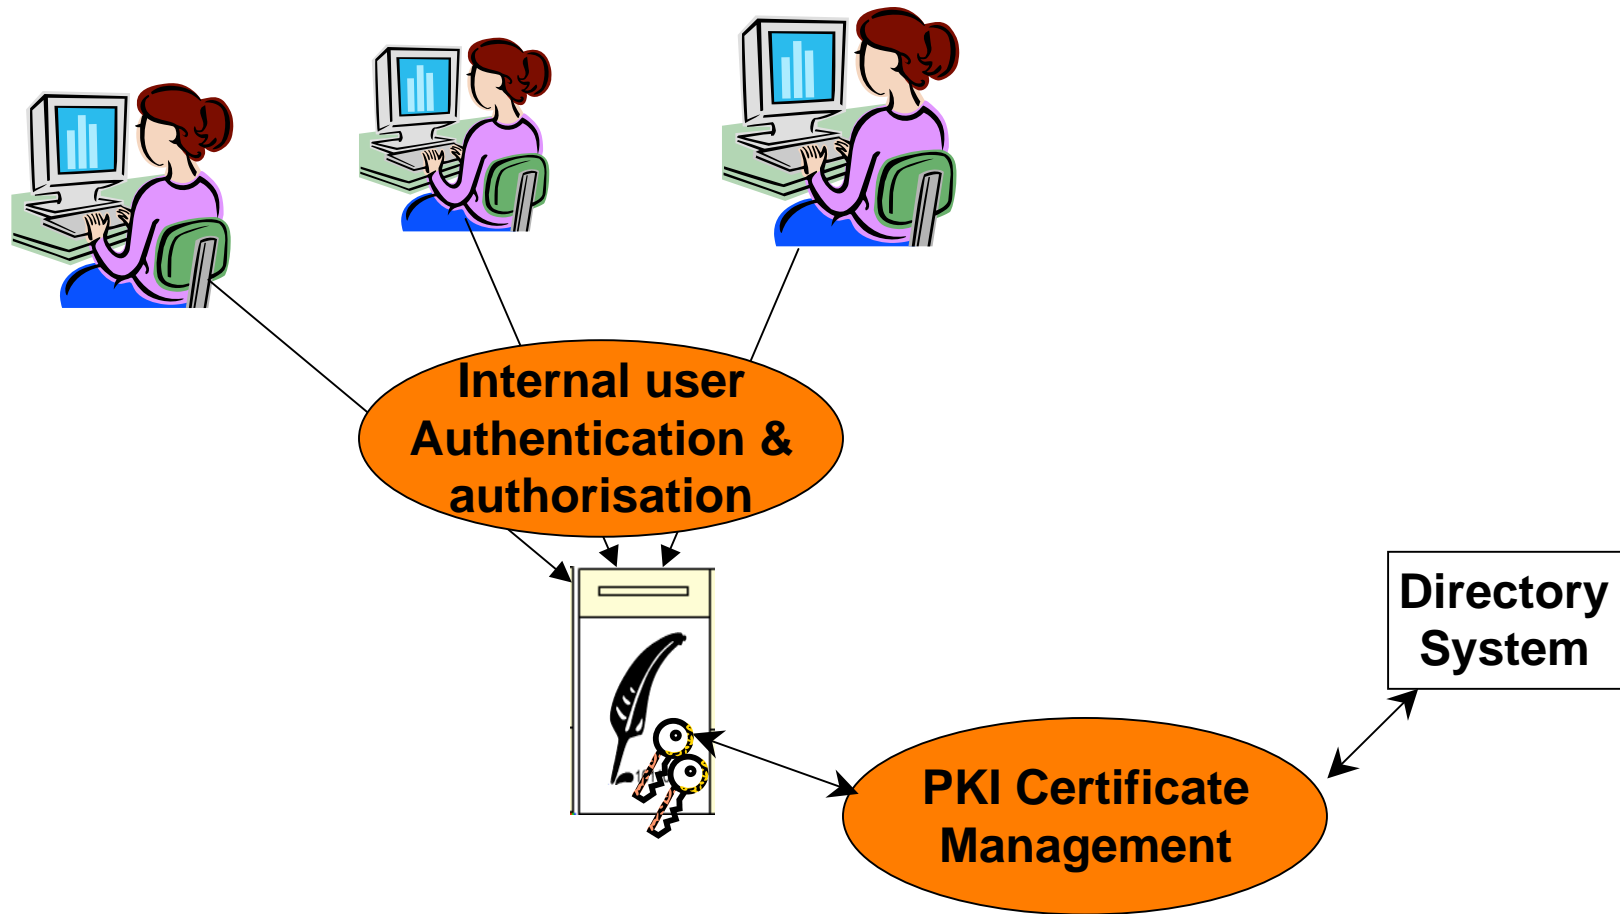 Internal user
Authentication &
authorisation
Directory
System
PKI Certificate
Management